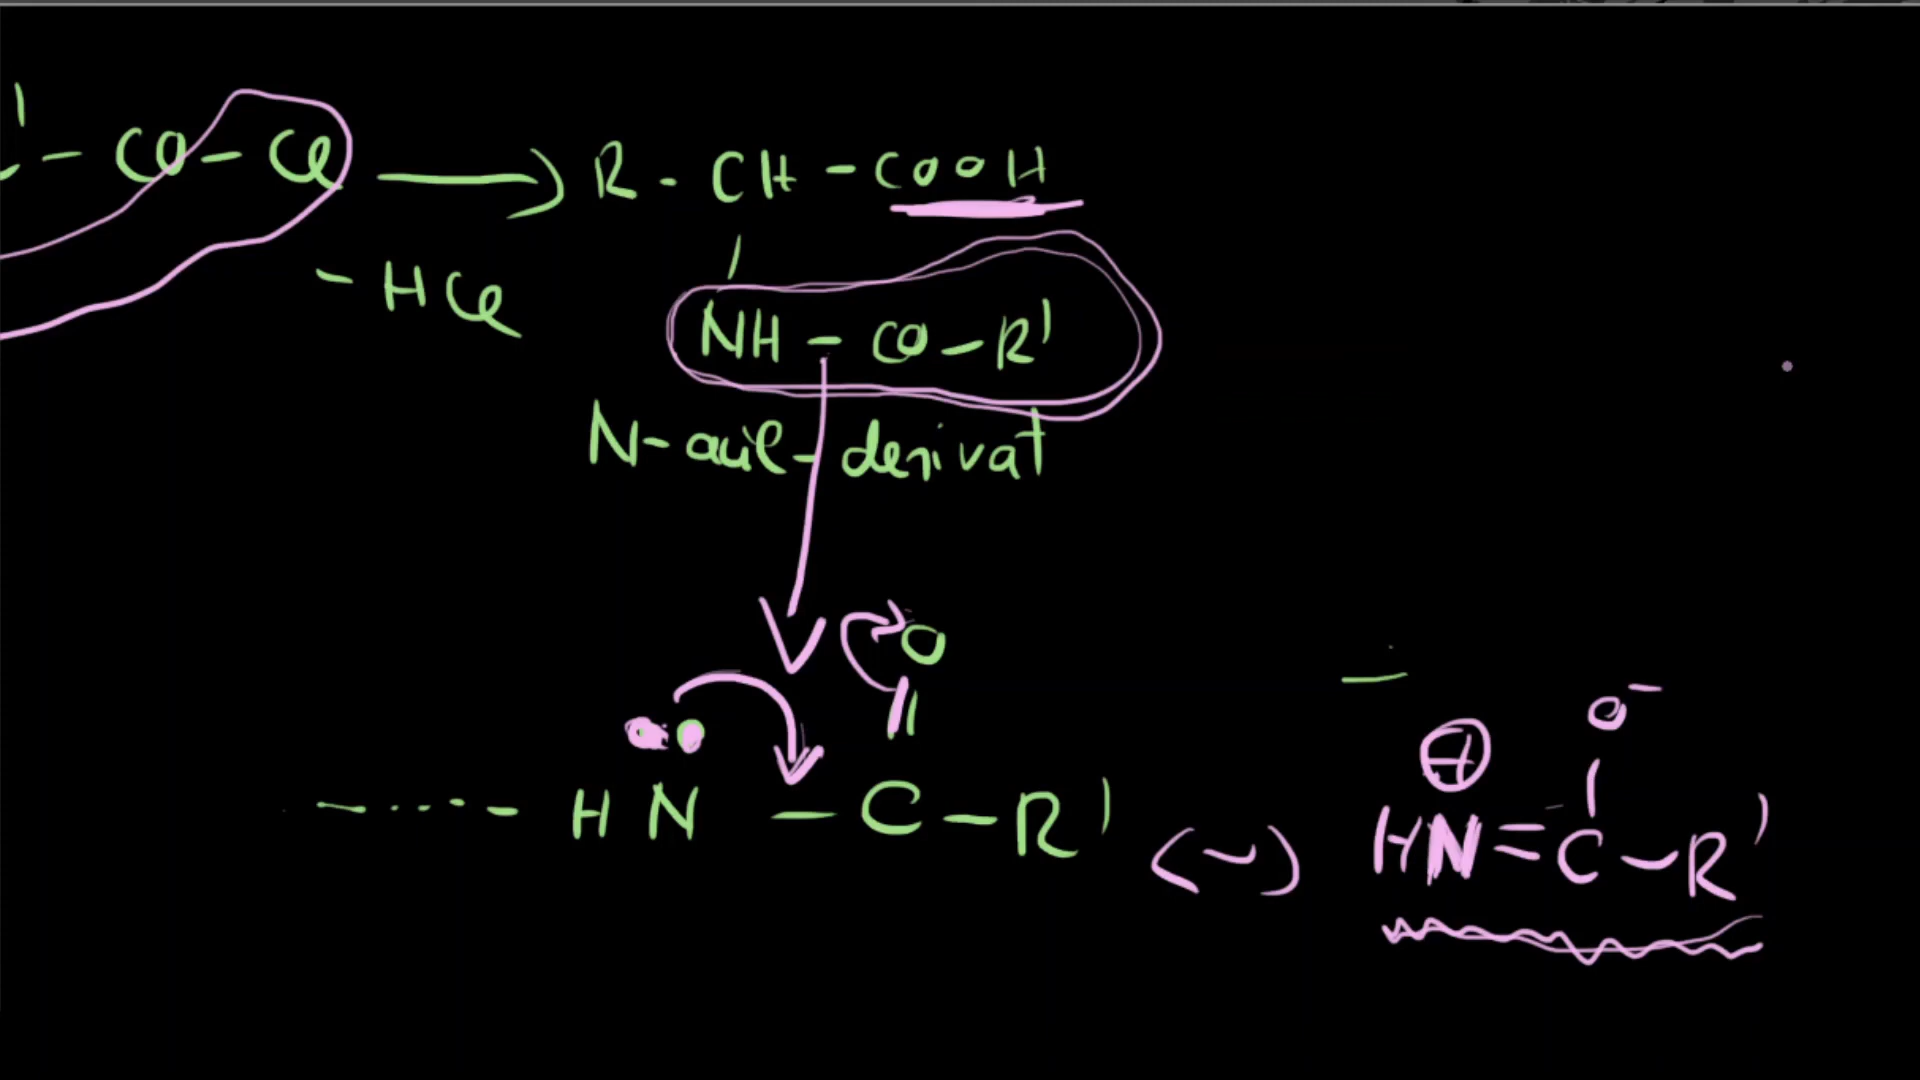 R' - CO - Cl ⟶ R - CH - COOH
- HCl
NH - CO - R'
N-acil-derivat
O
.... - HN - C - R' (↔) HN = C - R'
⊕ O⁻